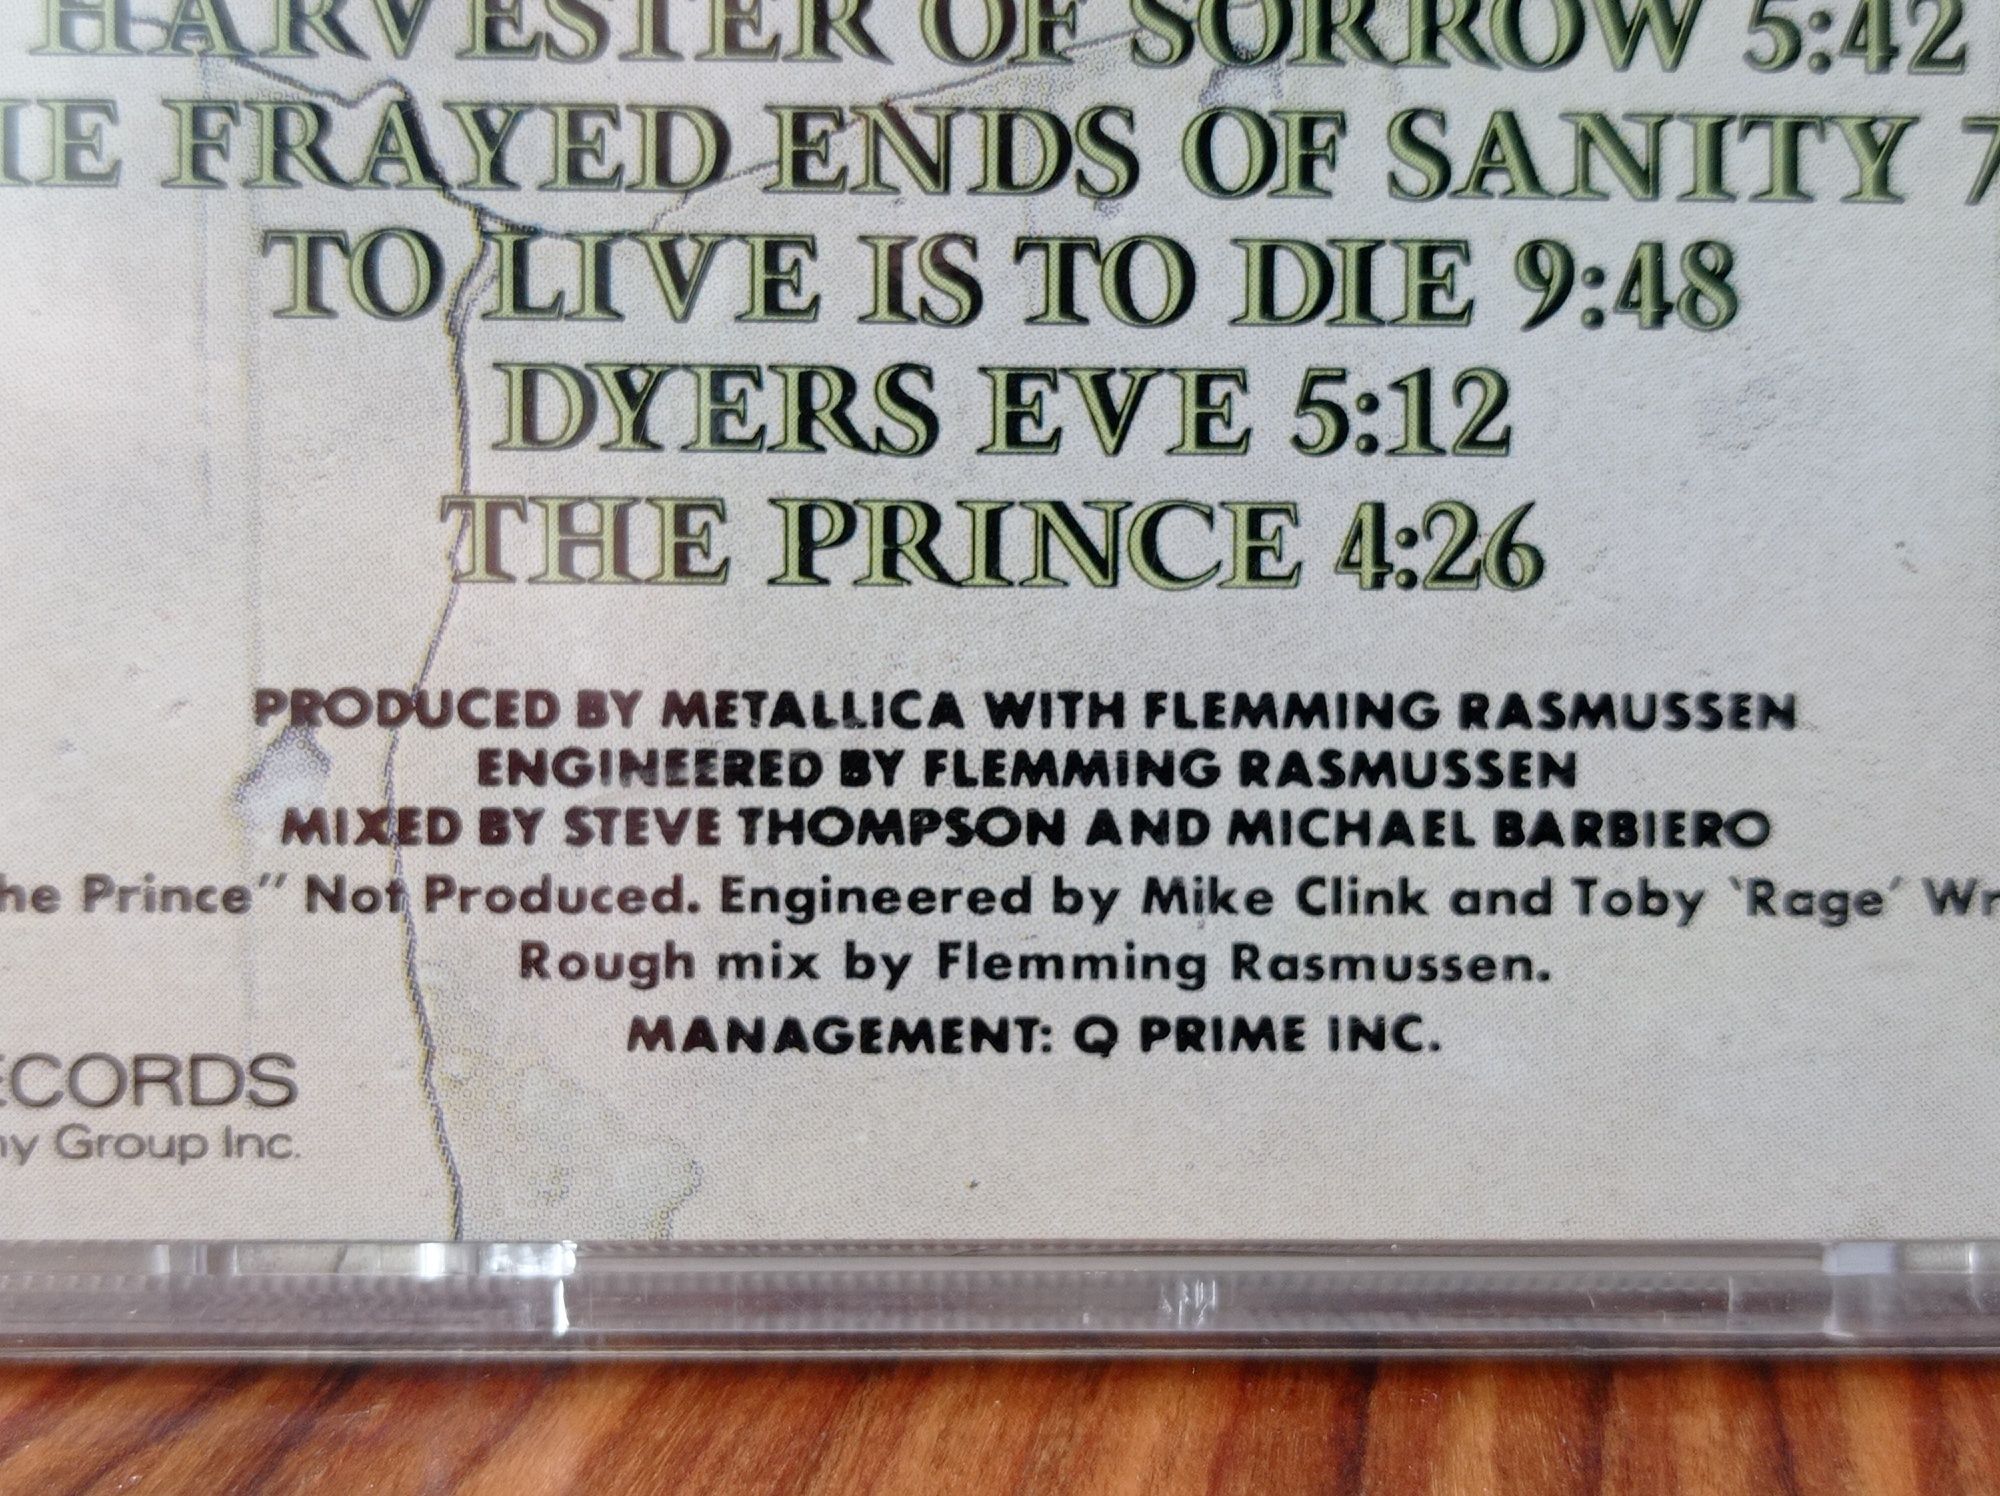 HARVESTER OF SORROW 5:42
FRAYED ENDS OF SANITY
TO LIVE IS TO DIE 9:48
DYERS EVE 5:12
THE PRINCE 4:26
PRODUCED BY METALLICA WITH FLEMMING RASMUSSEN
ENGINEERED BY FLEMMING RASMUSSEN
MIXED BY STEVE THOMPSON AND MICHAEL BARBIERO
Prince" Not Produced. Engineered by Mike Clink and Toby 'Rage'
Rough mix by Flemming Rasmussen.
MANAGEMENT: Q PRIME INC.
Group Inc.